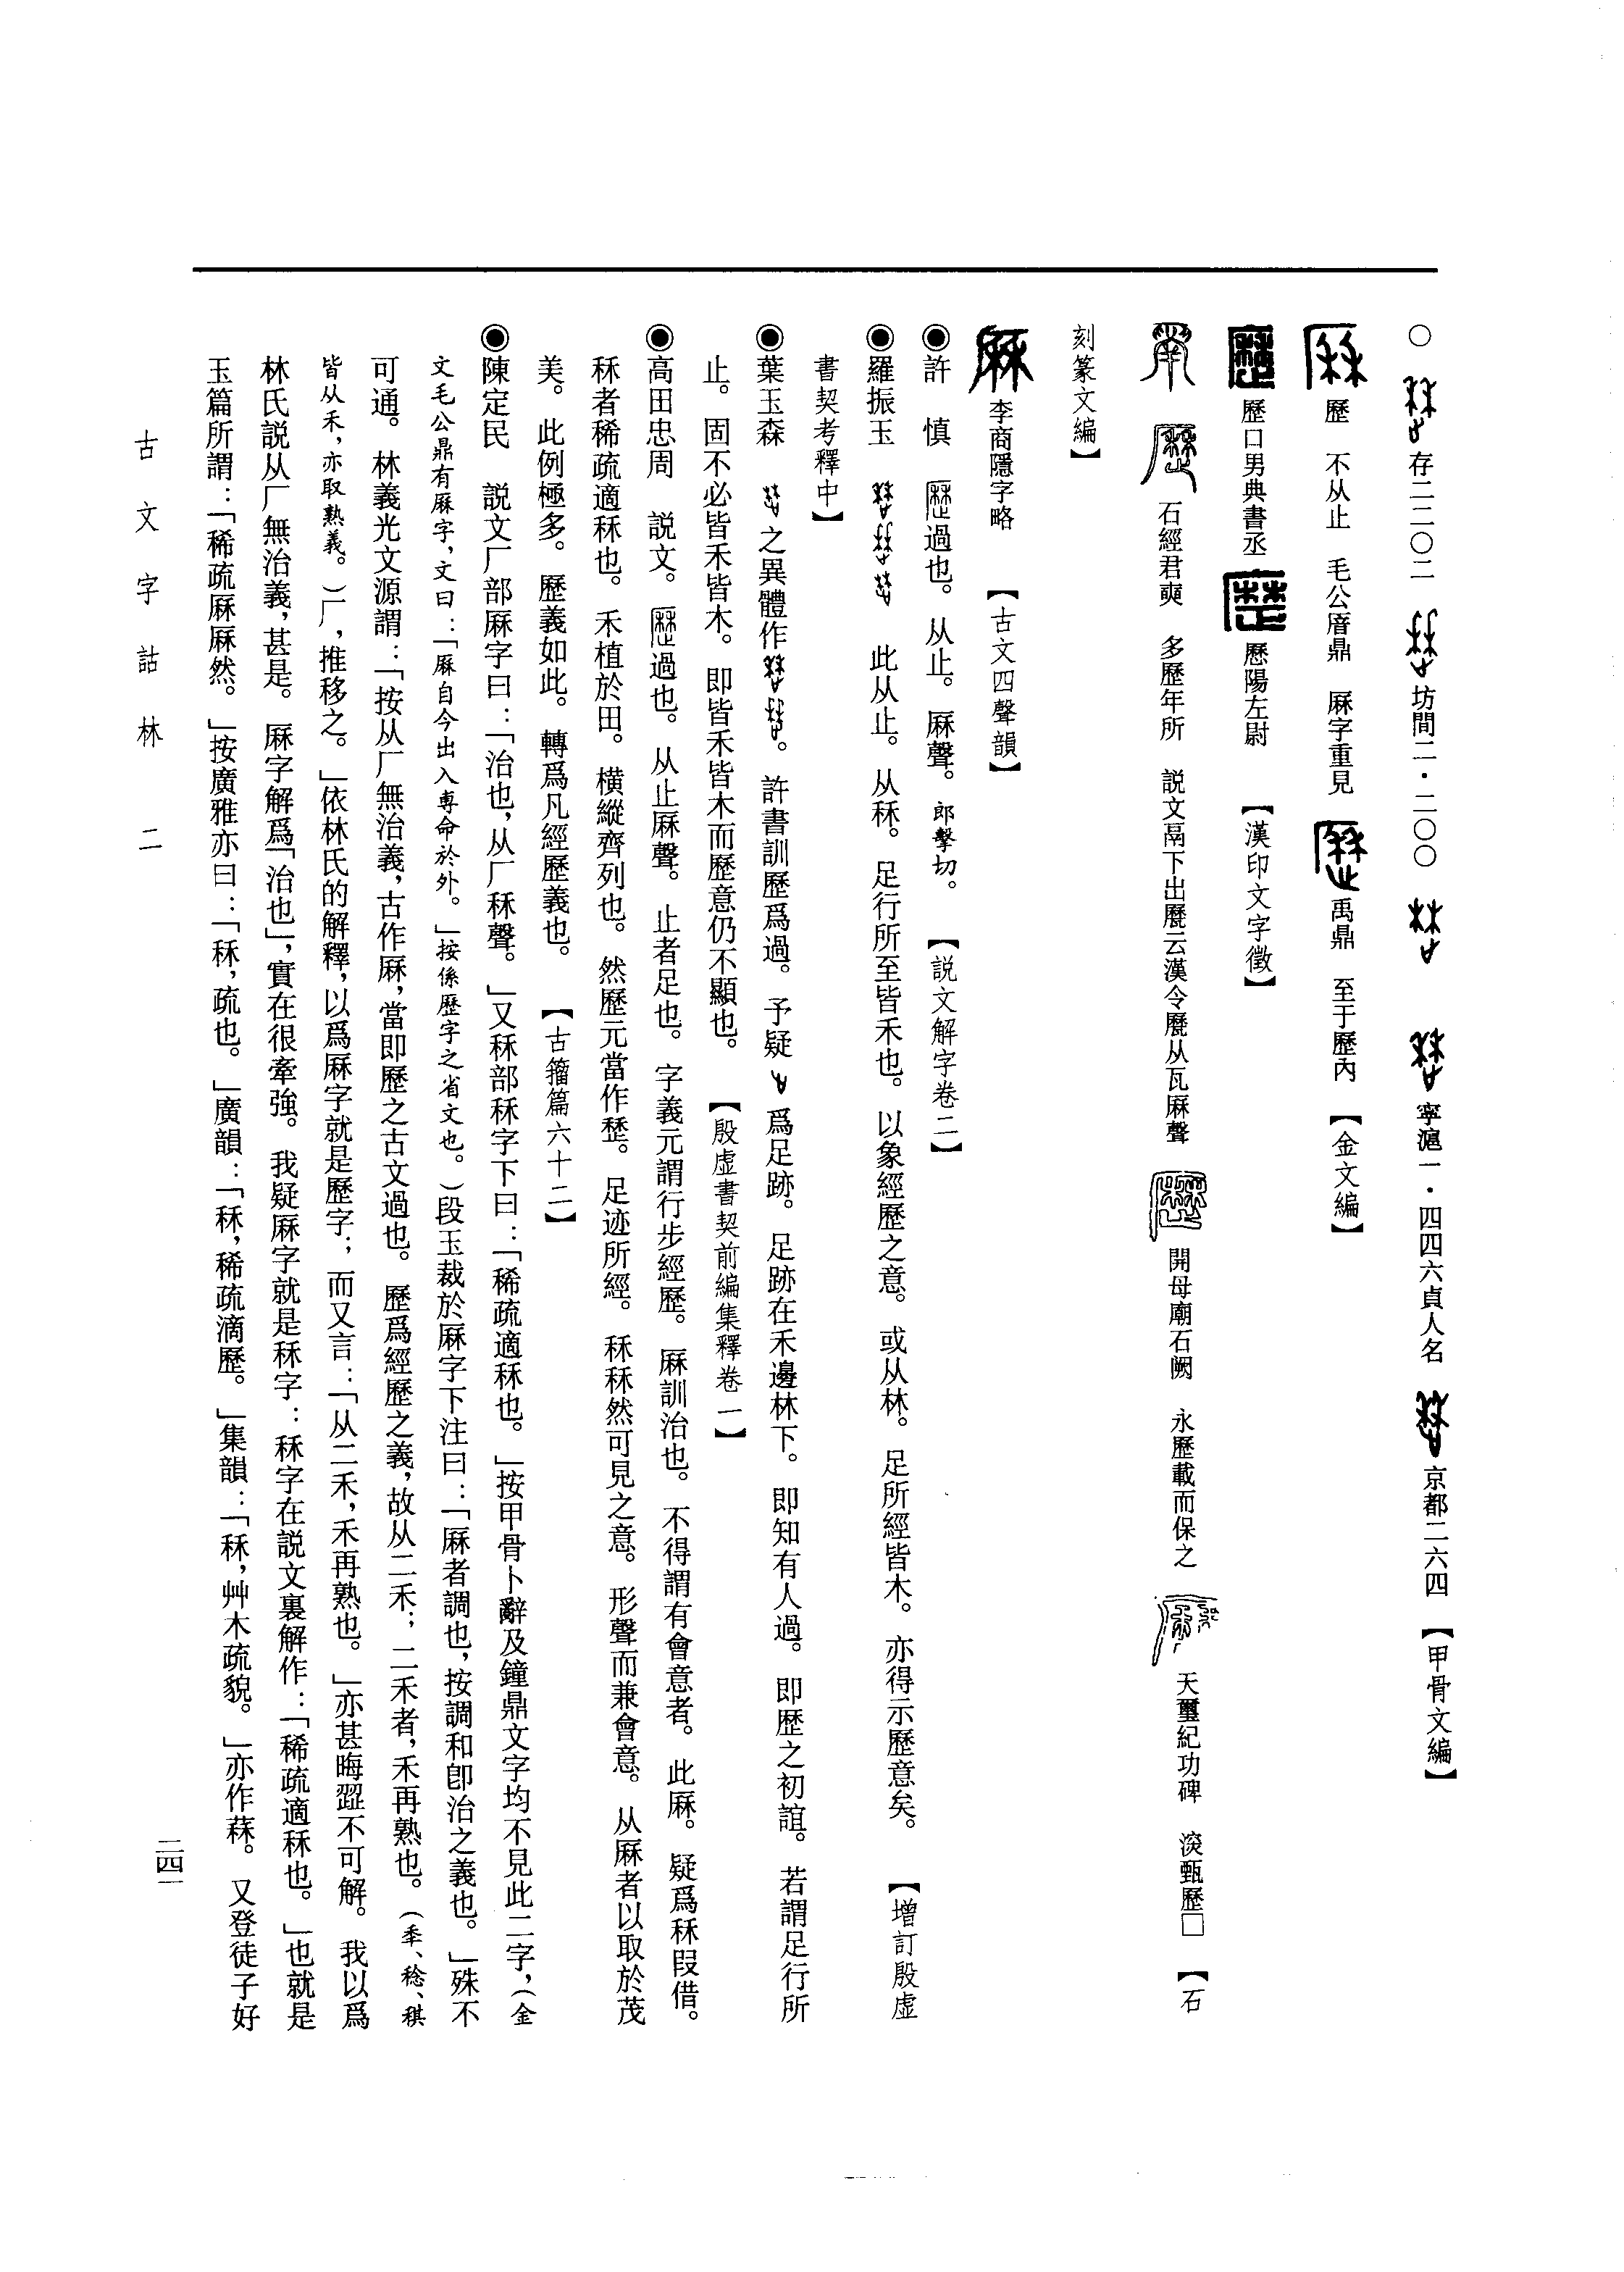 ○ 存二二〇二 坊間二·二〇〇 寧滬一·四四六貞人名 京都二六四 【甲骨文編】
歷 不从止 毛公厝鼎 厤字重見 禹鼎 至于歷內 【金文編】
歷口男典書丞 歷陽左尉 【漢印文字徵】
石經君奭 多歷年所 説文鬲下出㽁云漢令㽁从瓦厤聲 開母廟石闕 永歷載而保之 天璽紀功碑 湥甄歷□ 【石
刻篆文編】
李商隱字略 【古文四聲韻】
◉許 慎 過也。从止。厤聲。郎擊切。 【説文解字卷二】
◉羅振玉 此从止。从秝。足行所至皆禾也。以象經歷之意。或从林。足所經皆木。亦得示歷意矣。 【增訂殷虛
書契考釋中】
◉葉玉森 之異體作。許書訓歷爲過。予疑爲足跡。足跡在禾邊林下。即知有人過。即歷之初誼。若謂足行所
止。固不必皆禾皆木。即皆禾皆木而歷意仍不顯也。 【殷虛書契前編集釋卷一】
◉高田忠周 説文。過也。从止厤聲。止者足也。字義元謂行步經歷。厤訓治也。不得謂有會意者。此厤。疑爲秝叚借。
秝者稀疏適秝也。禾植於田。橫縱齊列也。然歷元當作㱹。足迹所經。秝秝然可見之意。形聲而兼會意。从厤者以取於茂
美。此例極多。歷義如此。轉爲凡經歷義也。 【古籀篇六十二】
◉陳定民 説文厂部厤字曰：「治也，从厂秝聲。」又秝部秝字下曰：「稀疏適秝也。」按甲骨卜辭及鐘鼎文字均不見此二字，（金
文毛公鼎有厤字，文曰：「厤自今出入專命於外。」按係歷字之省文也。）段玉裁於厤字下注曰：「厤者調也，按調和卽治之義也。」殊不
可通。林義光文源謂：「按从厂無治義，古作厤，當即歷之古文過也。歷爲經歷之義，故从二禾；二禾者，禾再熟也。（秊、稔、稘
皆从禾，亦取熟義。）厂，推移之。」依林氏的解釋，以爲厤字就是歷字；而又言：「从二禾，禾再熟也。」亦甚晦澀不可解。我以爲
林氏説从厂無治義，甚是。厤字解爲「治也」，實在很牽強。我疑厤字就是秝字：秝字在説文裏解作：「稀疏適秝也。」也就是
玉篇所謂：「稀疏厤厤然。」按廣雅亦曰：「秝，疏也。」廣韻：「秝，稀疏滴歷。」集韻：「秝，艸木疏貌。」亦作䔉。又登徒子好
古文字詁林 二
二四一